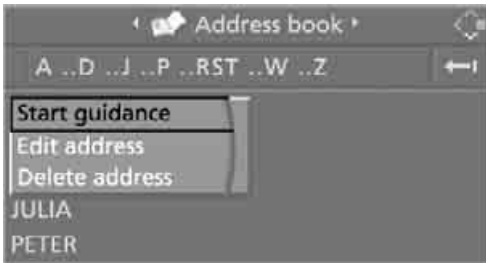 Address book
A ..D ..J ..P ..RST ..W ..Z
Start guidance
Edit address
Delete address
JULIA
PETER